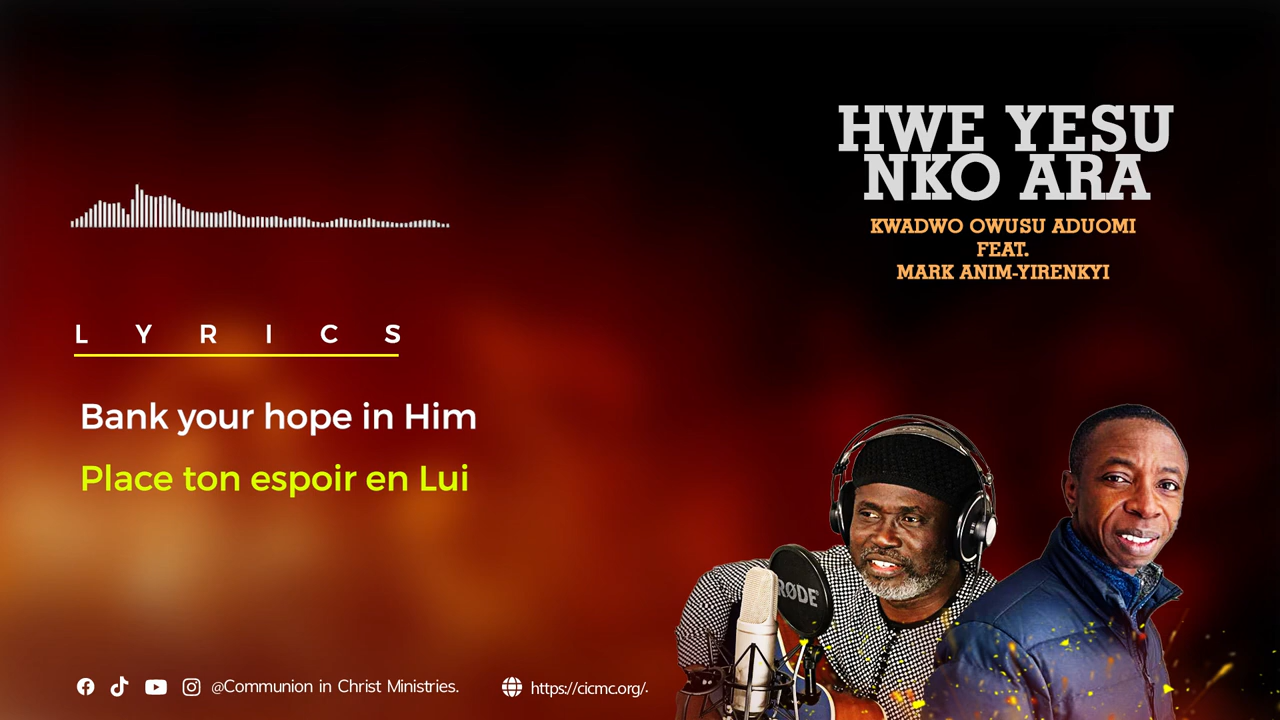 HWE YESU
NKO ARA
KWADWO OWUSU ADUOMI
FEAT.
MARK ANIM-YIRENKYI
LYRICS
Bank your hope in Him
Place ton espoir en Lui
RØDE
@Communion in Christ Ministries.
https://cicmc.org/.